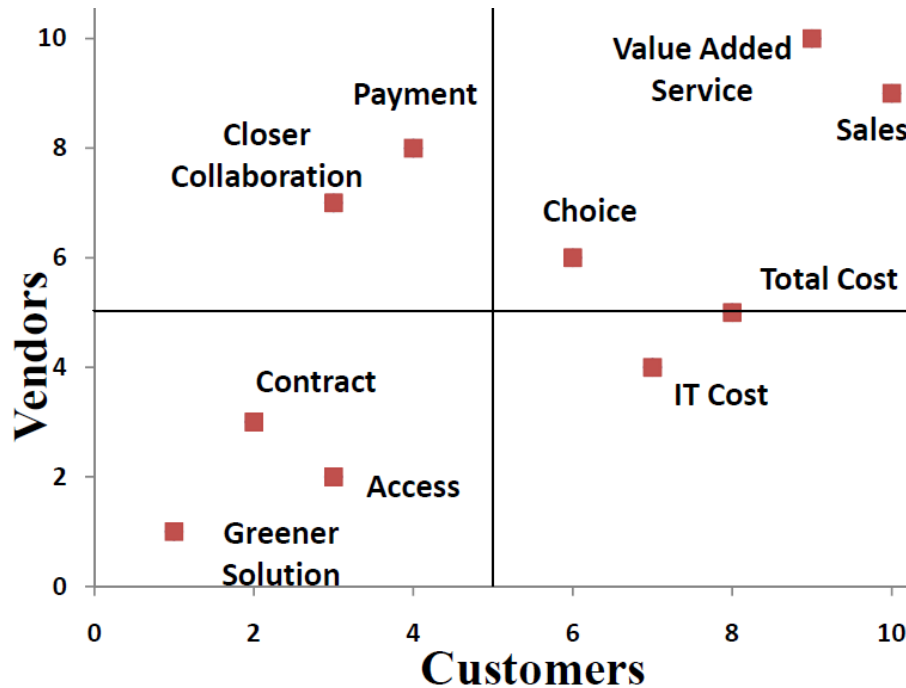 10
Value Added
Service
Payment
Sales
Closer
Collaboration
8
Choice
6
Total Cost
Vendors
4
Contract
IT Cost
2
Access
Greener
Solution
0
0 2 4 6 8 10
Customers